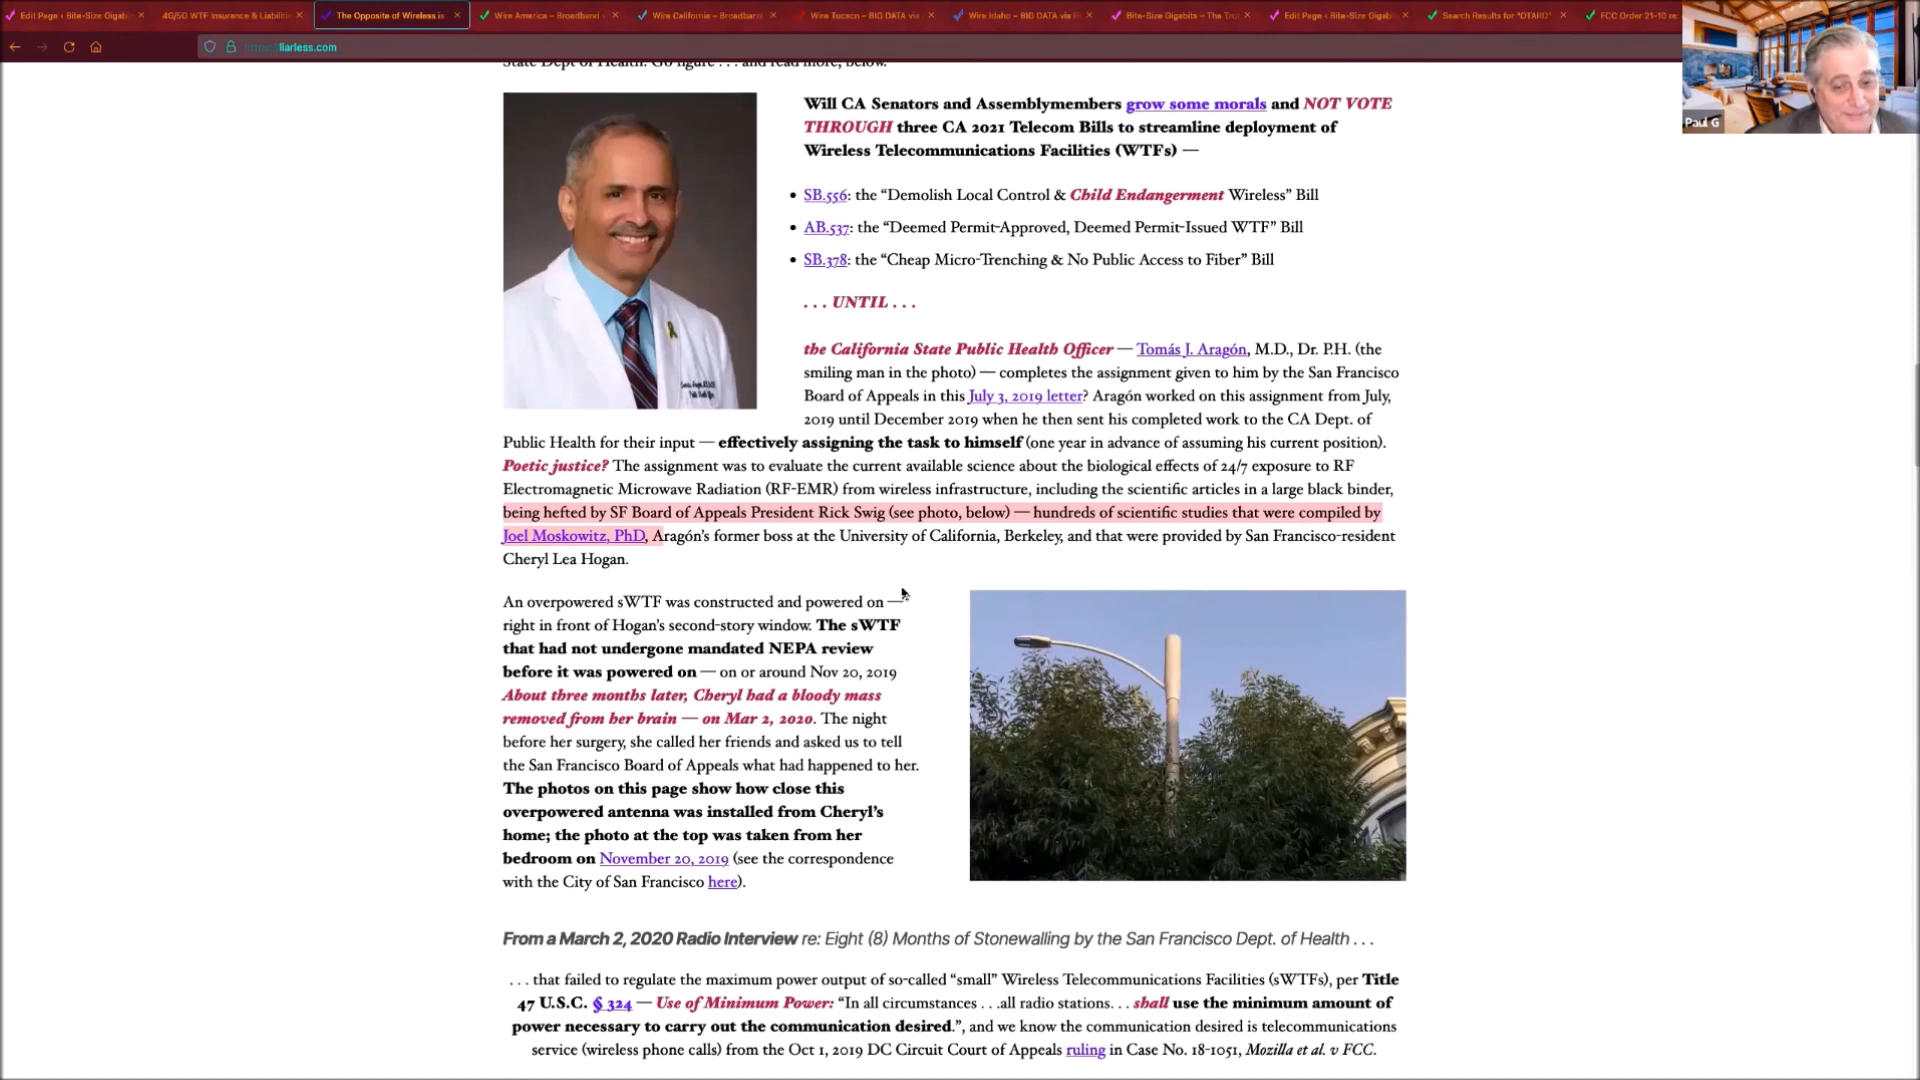 Edit Page ‹ Bite-Size Gigab
4G/5G WTF Insurance & Liabilitie
The Opposite of Wireless is
Wire America – Broadband v
Wire California – Broadband
Wire Tucson – BIG DATA via
Wire Idaho – BIG DATA via Fi
Bite-Size Gigabits – The Tru
Edit Page ‹ Bite-Size Gigab
Search Results for "OTARD"
FCC Order 21-10 re:
https://liarless.com
Paul G
State Dept of Health. Go figure . . . and read more, below.
Will CA Senators and Assemblymembers grow some morals and NOT VOTE
THROUGH three CA 2021 Telecom Bills to streamline deployment of
Wireless Telecommunications Facilities (WTFs) —
• SB.556: the “Demolish Local Control & Child Endangerment Wireless” Bill
• AB.537: the “Deemed Permit-Approved, Deemed Permit-Issued WTF” Bill
• SB.378: the “Cheap Micro-Trenching & No Public Access to Fiber” Bill
. . . UNTIL . . .
the California State Public Health Officer — Tomás J. Aragón, M.D., Dr. P.H. (the
smiling man in the photo) — completes the assignment given to him by the San Francisco
Board of Appeals in this July 3, 2019 letter? Aragón worked on this assignment from July,
2019 until December 2019 when he then sent his completed work to the CA Dept. of
Public Health for their input — effectively assigning the task to himself (one year in advance of assuming his current position).
Poetic justice? The assignment was to evaluate the current available science about the biological effects of 24/7 exposure to RF
Electromagnetic Microwave Radiation (RF-EMR) from wireless infrastructure, including the scientific articles in a large black binder,
being hefted by SF Board of Appeals President Rick Swig (see photo, below) — hundreds of scientific studies that were compiled by
Joel Moskowitz, PhD, Aragón’s former boss at the University of California, Berkeley, and that were provided by San Francisco-resident
Cheryl Lea Hogan.
An overpowered sWTF was constructed and powered on —
right in front of Hogan’s second-story window. The sWTF
that had not undergone mandated NEPA review
before it was powered on — on or around Nov 20, 2019
About three months later, Cheryl had a bloody mass
removed from her brain — on Mar 2, 2020. The night
before her surgery, she called her friends and asked us to tell
the San Francisco Board of Appeals what had happened to her.
The photos on this page show how close this
overpowered antenna was installed from Cheryl’s
home; the photo at the top was taken from her
bedroom on November 20, 2019 (see the correspondence
with the City of San Francisco here).
From a March 2, 2020 Radio Interview re: Eight (8) Months of Stonewalling by the San Francisco Dept. of Health . . .
. . . that failed to regulate the maximum power output of so-called “small” Wireless Telecommunications Facilities (sWTFs), per Title
47 U.S.C. § 324 — Use of Minimum Power: “In all circumstances . . .all radio stations. . . shall use the minimum amount of
power necessary to carry out the communication desired.”, and we know the communication desired is telecommunications
service (wireless phone calls) from the Oct 1, 2019 DC Circuit Court of Appeals ruling in Case No. 18-1051, Mozilla et al. v FCC.